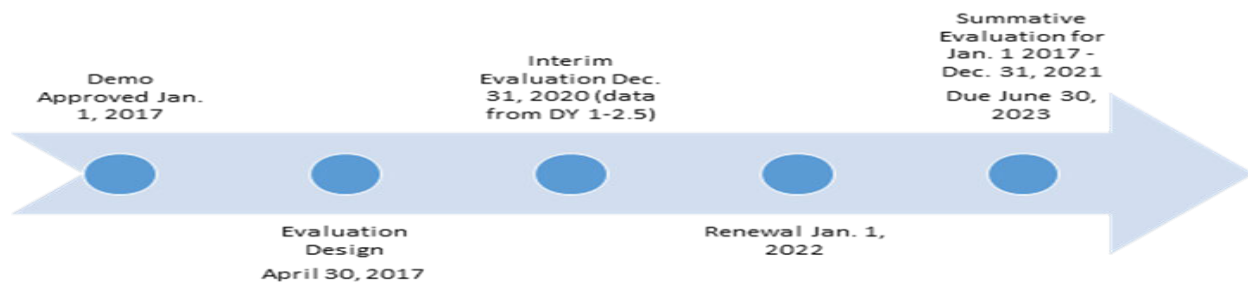 Demo
Approved Jan.
1, 2017
Evaluation
Design
April 30, 2017
Interim
Evaluation Dec.
31, 2020 (data
from DY 1-2.5)
Renewal Jan. 1,
2022
Summative
Evaluation for
Jan. 1 2017 -
Dec. 31, 2021
Due June 30,
2023